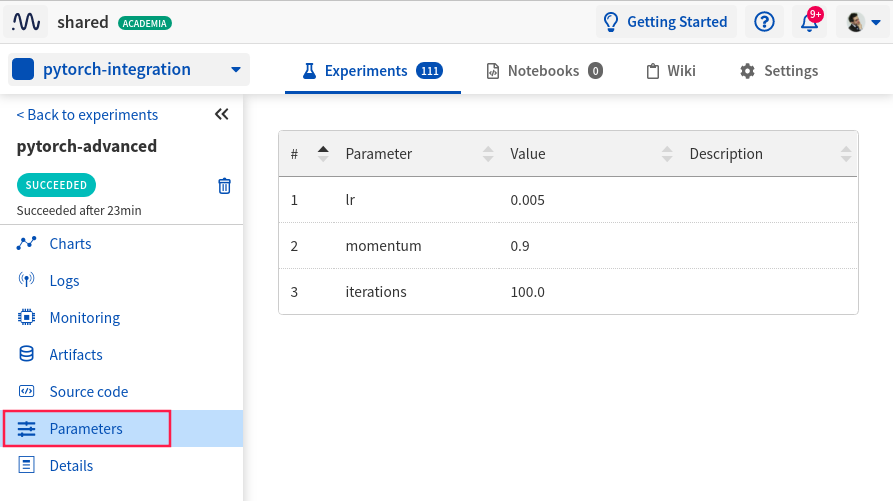 shared ACADEMIA Getting Started 9+
pytorch-integration Experiments 111 Notebooks 0 Wiki Settings
< Back to experiments
pytorch-advanced
SUCCEEDED
Succeeded after 23min
Charts
Logs
Monitoring
Artifacts
Source code
Parameters
Details
# Parameter Value Description
1 lr 0.005
2 momentum 0.9
3 iterations 100.0